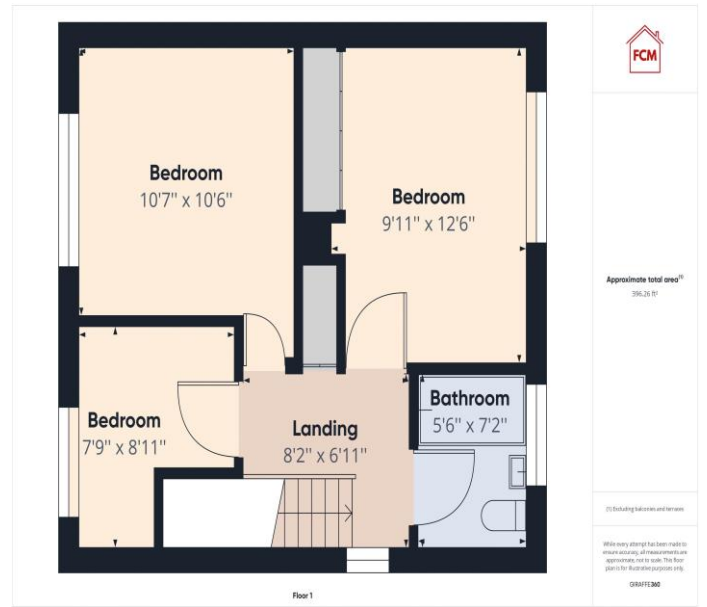 Bedroom
10'7" x 10'6"
Bedroom
9'11" x 12'6"
Bedroom
7'9" x 8'11"
Landing
8'2" x 6'11"
Bathroom
5'6" x 7'2"
Floor 1
FCM
Approximate total area(1)
396.26 ft²
(1) Excluding balconies and terraces
While every attempt has been made to
ensure accuracy, all measurements are
approximate, not to scale. This floor
plan is for illustrative purposes only.
GIRAFFE360